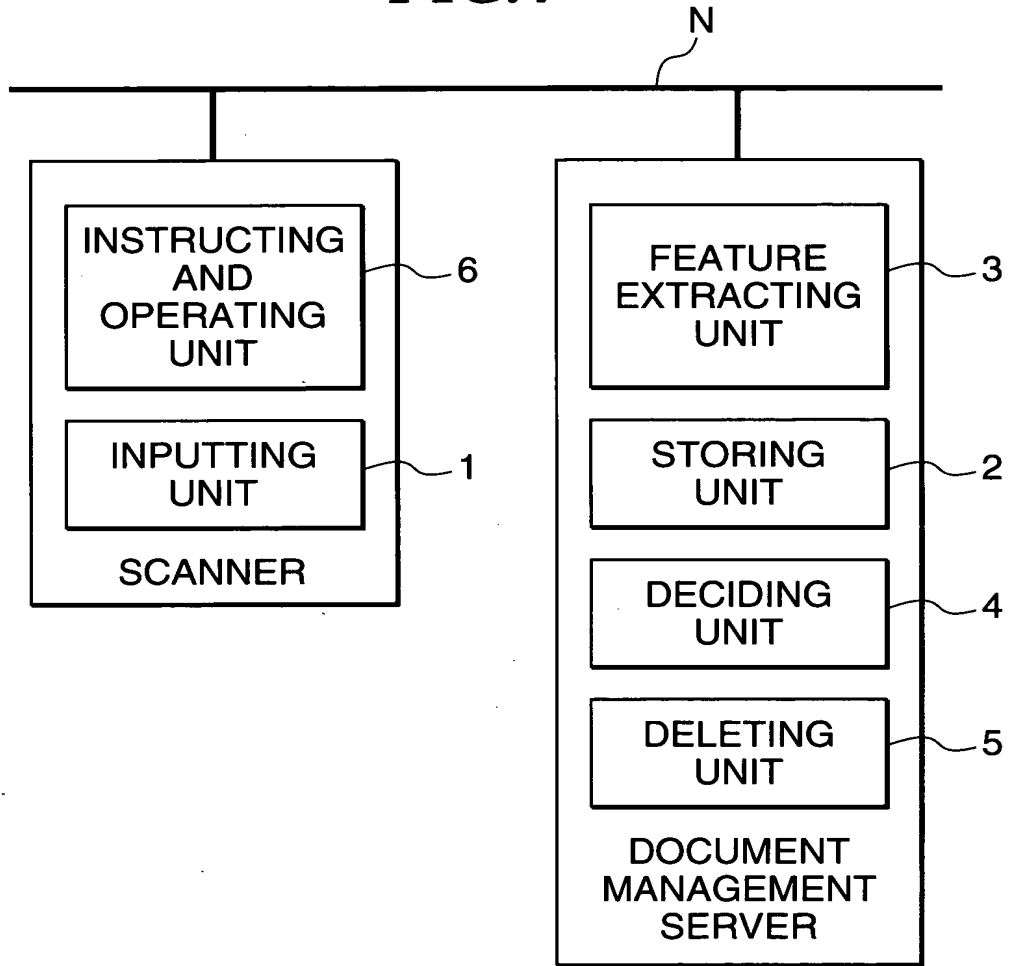 N
INSTRUCTING
AND
OPERATING
UNIT
6
INPUTTING
UNIT
1
SCANNER
FEATURE
EXTRACTING
UNIT
3
STORING
UNIT
2
DECIDING
UNIT
4
DELETING
UNIT
5
DOCUMENT
MANAGEMENT
SERVER